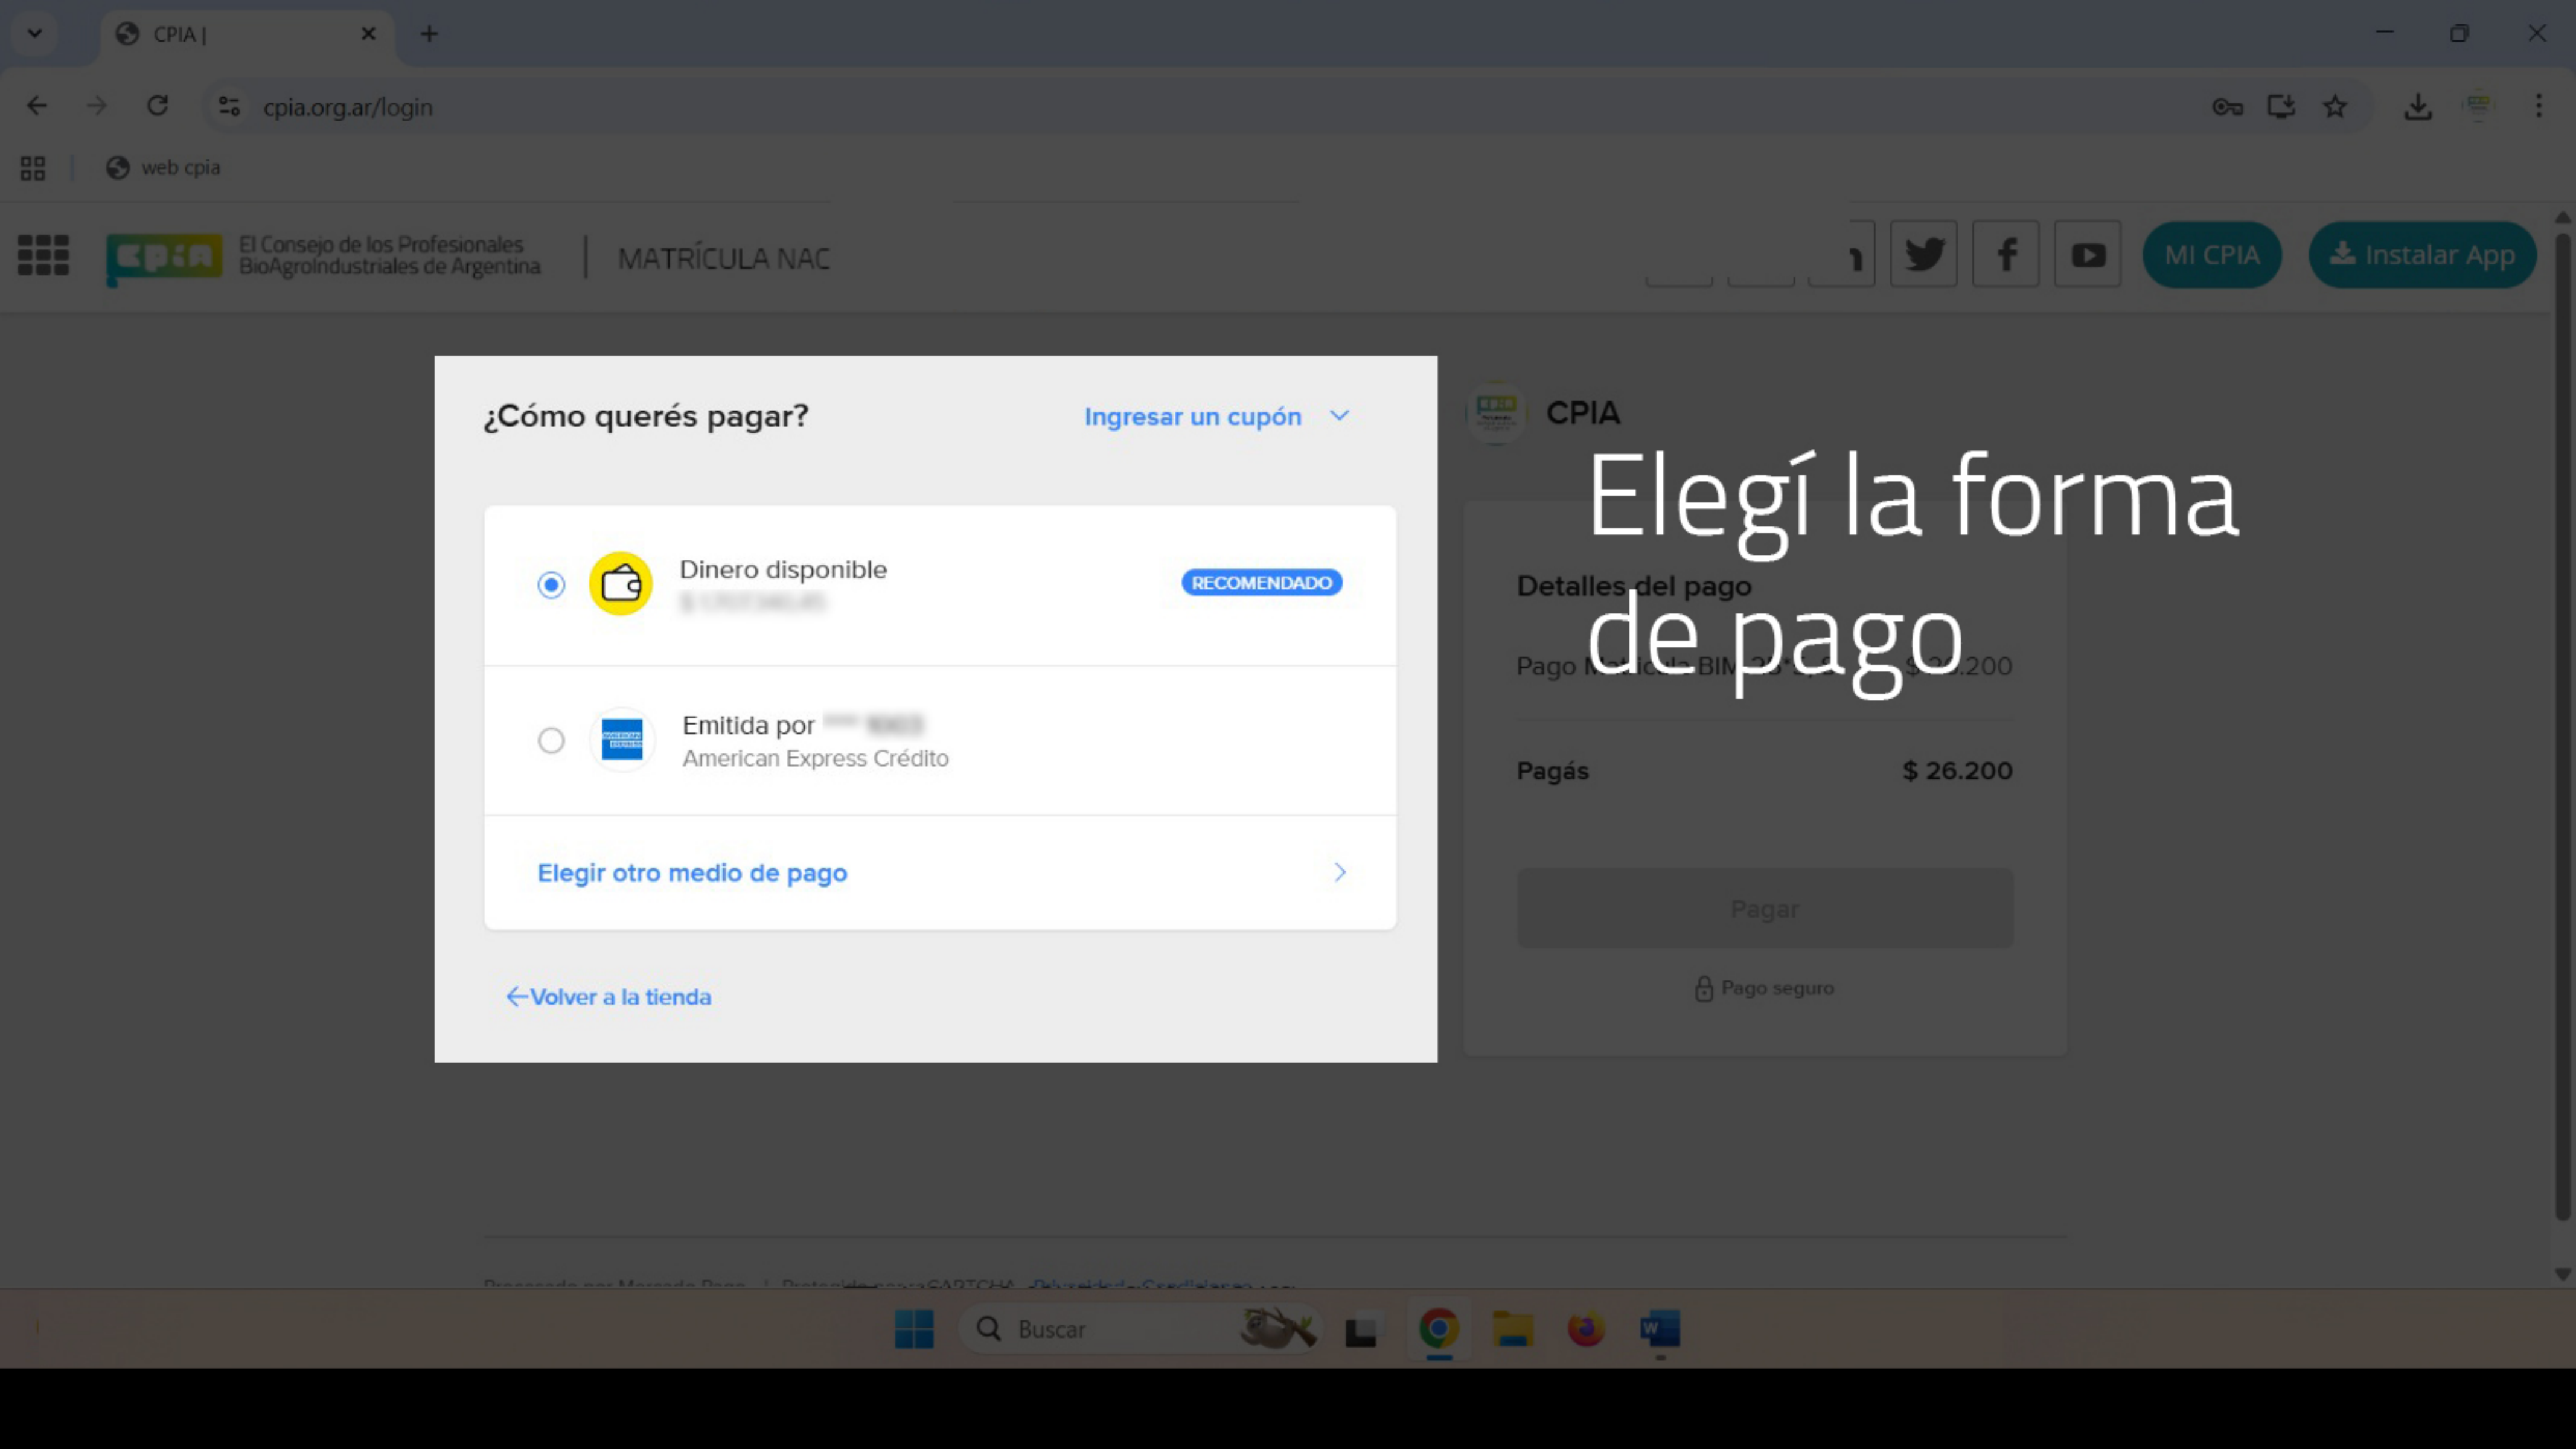 CPIA |
cpia.org.ar/login
web cpia
cpia
El Consejo de los Profesionales
BioAgroIndustriales de Argentina
MATRÍCULA NAC
MI CPIA
Instalar App
¿Cómo querés pagar?
Ingresar un cupón
Dinero disponible
RECOMENDADO
Emitida por
American Express Crédito
Elegir otro medio de pago
←Volver a la tienda
CPIA
Elegí la forma
de pago
Detalles del pago
Pago
.200
Pagás
$ 26.200
Pagar
Pago seguro
Buscar